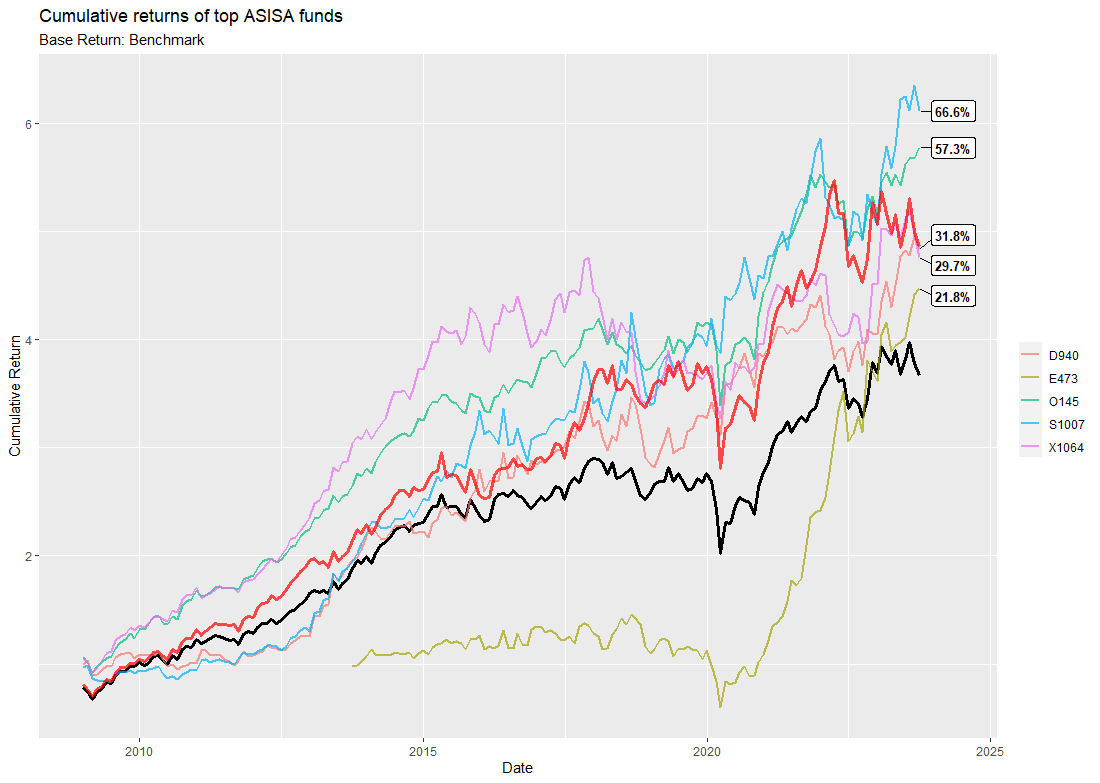 Cumulative returns of top ASISA funds
Base Return: Benchmark
Cumulative Return
6
4
2
66.6%
57.3%
31.8%
29.7%
21.8%
D940
E473
O145
S1007
X1064
2010
2015
2020
2025
Date